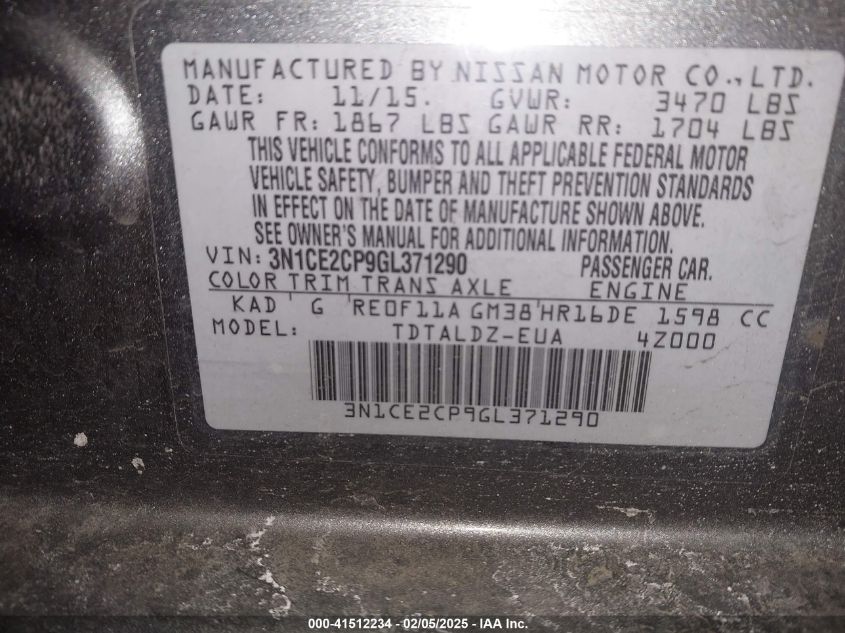 MANUFACTURED BY NISSAN MOTOR CO., LTD.
DATE: 11/15. GVWR: 3470 LBS
GAWR FR: 1867 LBS GAWR RR: 1704 LBS
THIS VEHICLE CONFORMS TO ALL APPLICABLE FEDERAL MOTOR
VEHICLE SAFETY, BUMPER AND THEFT PREVENTION STANDARDS
IN EFFECT ON THE DATE OF MANUFACTURE SHOWN ABOVE.
SEE OWNER'S MANUAL FOR ADDITIONAL INFORMATION.
VIN: 3N1CE2CP9GL371290 PASSENGER CAR.
COLOR TRIM TRANS AXLE ENGINE
KAD ' G 'RE0F11A GM38'HR16DE 1598 CC
MODEL: TDTALDZ-EUA 4Z000
3N1CE2CP9GL371290
000-41512234 - 02/05/2025 - IAA Inc.